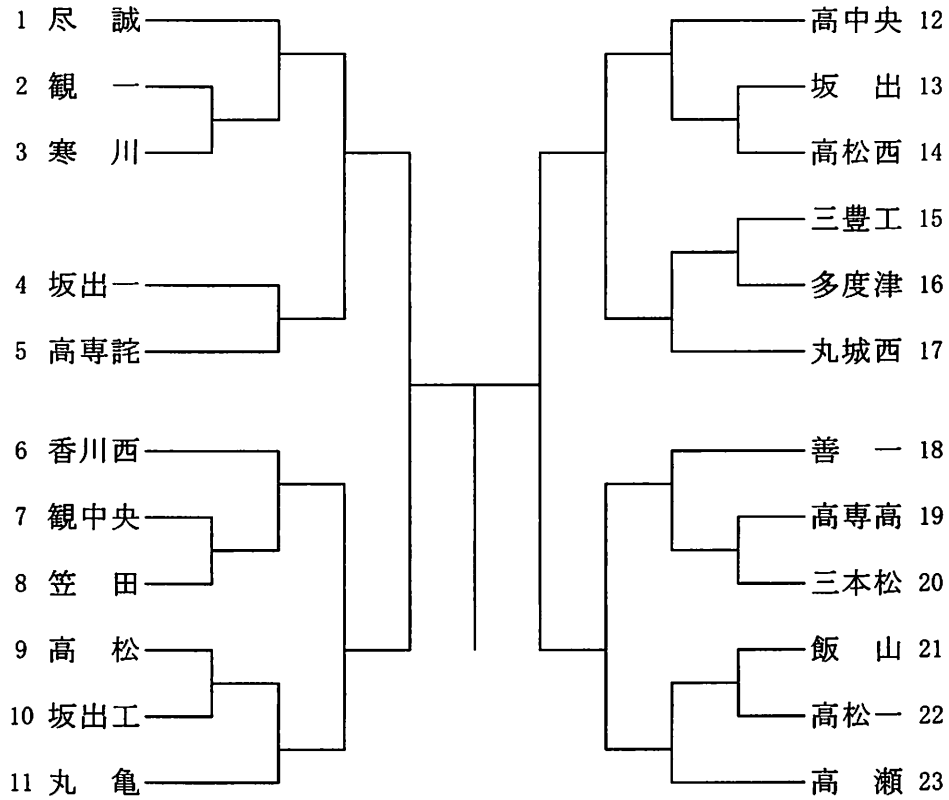 1 尽 誠
2 観 一
3 寒 川
4 坂出一
5 高専詫
6 香川西
7 観中央
8 笠 田
9 高 松
10 坂出工
11 丸 亀
高中央 12
坂 出 13
高松西 14
三豊工 15
多度津 16
丸城西 17
善 一 18
高専高 19
三本松 20
飯 山 21
高松一 22
高 瀬 23